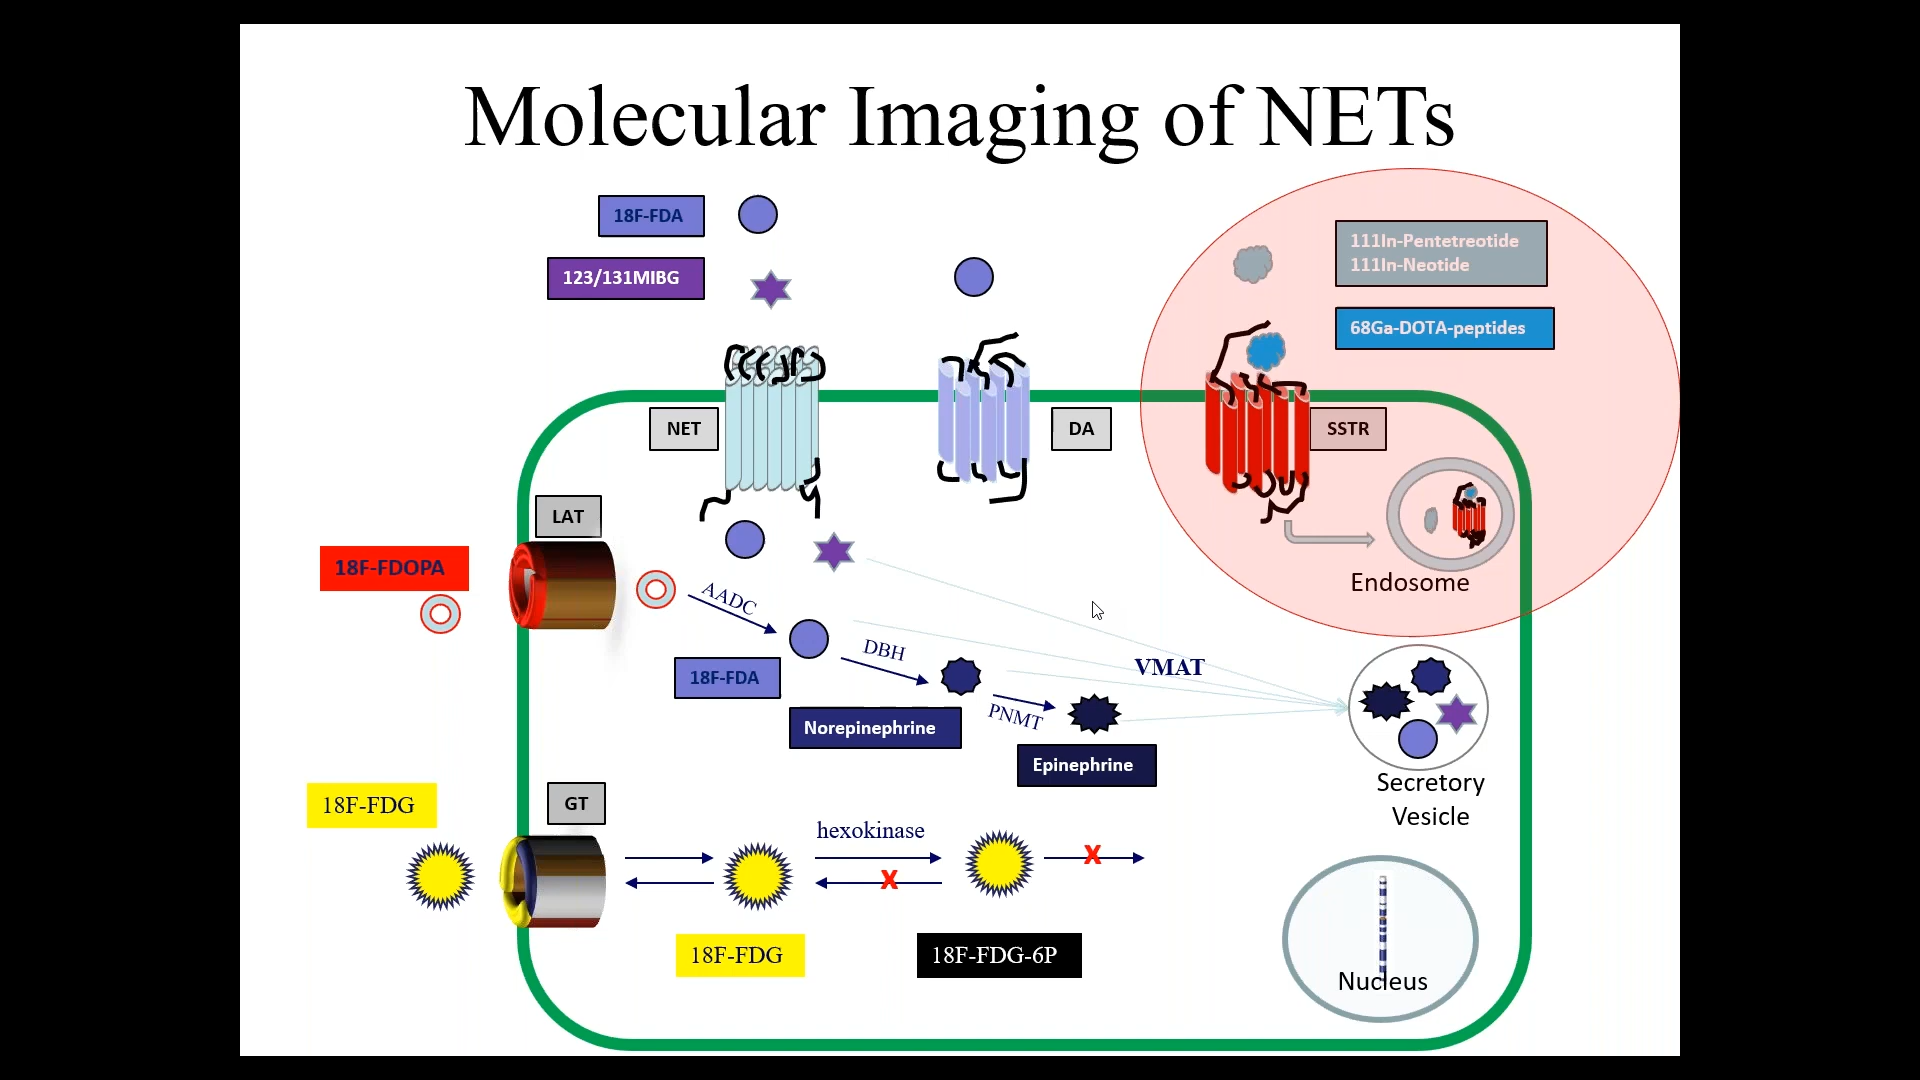 Molecular Imaging of NETs
18F-FDA
123/131MIBG
111In-Pentetreotide
111In-Neotide
68Ga-DOTA-peptides
NET
DA
SSTR
LAT
18F-FDOPA
Endosome
AADC
18F-FDA
DBH
Norepinephrine
PNMT
Epinephrine
VMAT
Secretory
Vesicle
18F-FDG
GT
hexokinase
X
X
18F-FDG
18F-FDG-6P
Nucleus